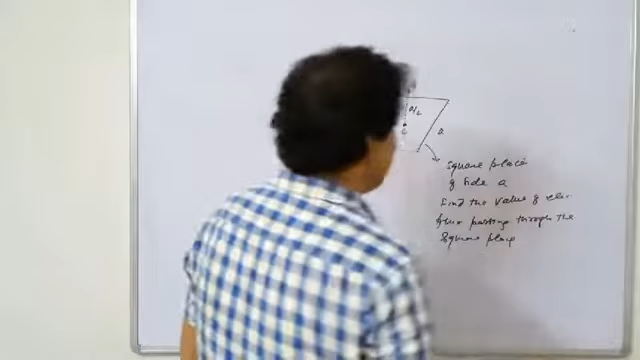 a/2
c
a
square place
of side a
find the value of elec-
flux passing through the
square place